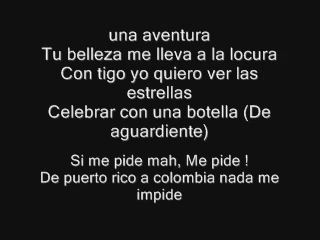 una aventura
Tu belleza me lleva a la locura
Con tigo yo quiero ver las
estrellas
Celebrar con una botella (De
aguardiente)
Si me pide mah, Me pide !
De puerto rico a colombia nada me
impide